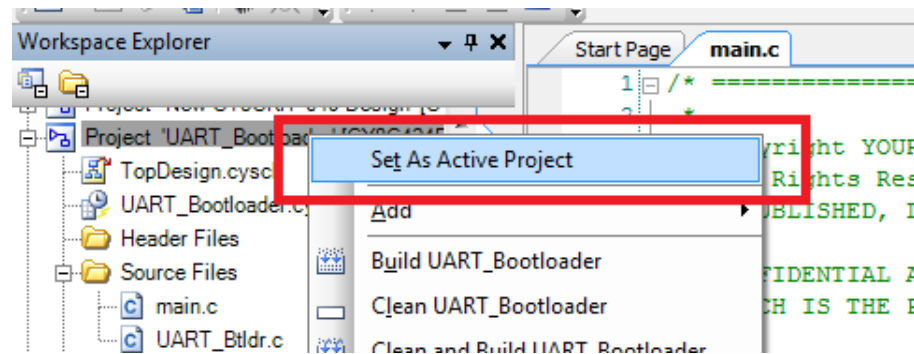 Workspace Explorer
Start Page
main.c
1 /* ===============
2 *
Project 'UART_Bootload
Set As Active Project
yright YOUR
TopDesign.cysc
Rights Res
UART_Bootloader.cy
Add
UBLISHED, I
Header Files
Build UART_Bootloader
FIDENTIAL A
Source Files
Clean UART_Bootloader
CH IS THE P
main.c
UART_Btldr.c
Clean and Build UART_Bootloader